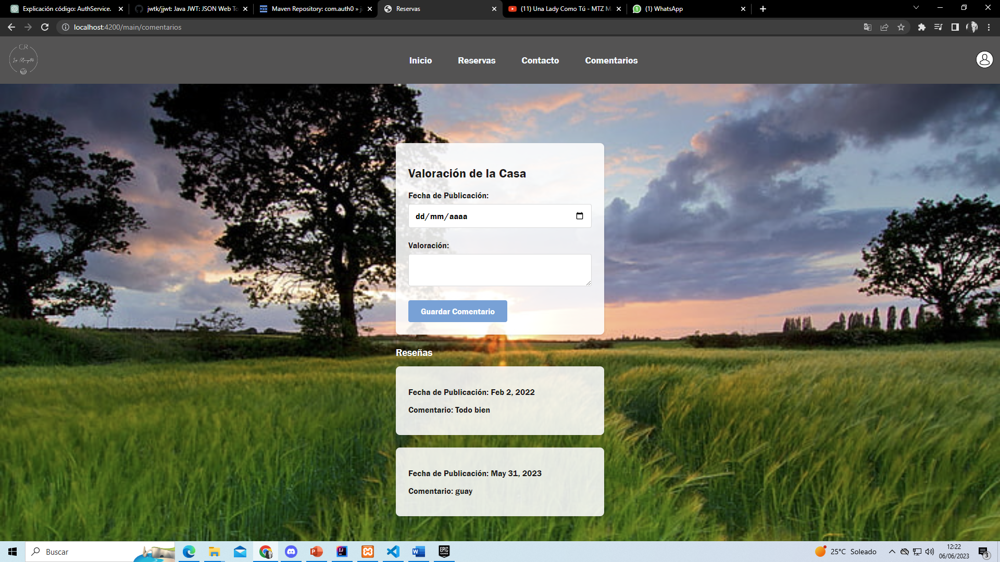 Explicación código: AuthService.
jwtk/jjwt: Java JWT: JSON Web To
Maven Repository: com.auth0 » ja
Reservas
(11) Una Lady Como Tú - MTZ M
(1) WhatsApp
localhost:4200/main/comentarios
C.R
Inicio
Reservas
Contacto
Comentarios
Valoración de la Casa
Fecha de Publicación:
dd/mm/aaaa
Valoración:
Guardar Comentario
Reseñas
Fecha de Publicación: Feb 2, 2022
Comentario: Todo bien
Fecha de Publicación: May 31, 2023
Comentario: guay
Buscar
25°C Soleado
12:22
06/06/2023
3